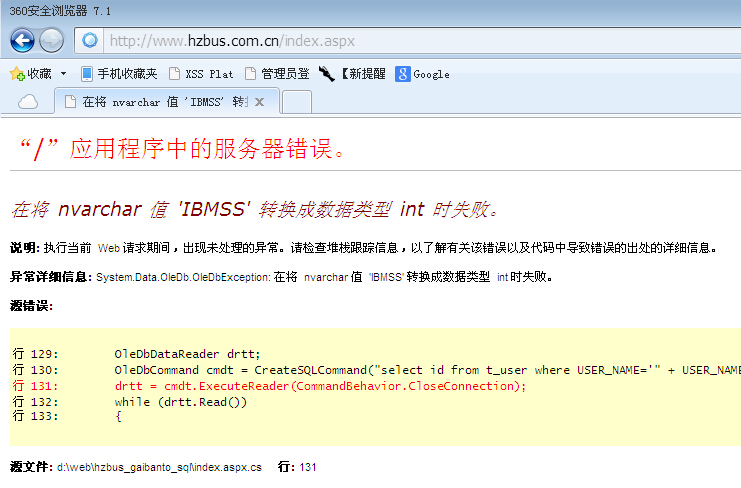 360安全浏览器 7.1
http://www.hzbus.com.cn/index.aspx
收藏 手机收藏夹 XSS Plat 管理员登 【新提醒 Google
在将 nvarchar 值 'IBMSS' 转
“/”应用程序中的服务器错误。
在将 nvarchar 值 'IBMSS' 转换成数据类型 int 时失败。
说明: 执行当前 Web 请求期间，出现未处理的异常。请检查堆栈跟踪信息，以了解有关该错误以及代码中导致错误的出处的详细信息。
异常详细信息: System.Data.OleDb.OleDbException: 在将 nvarchar 值 'IBMSS' 转换成数据类型 int 时失败。
源错误:
行 129: OleDbDataReader drtt;
行 130: OleDbCommand cmdt = CreateSQLCommand("select id from t_user where USER_NAME='" + USER_NAME
行 131: drtt = cmdt.ExecuteReader(CommandBehavior.CloseConnection);
行 132: while (drtt.Read())
行 133: {
源文件: d:\web\hzbus_gaibanto_sql\index.aspx.cs 行: 131